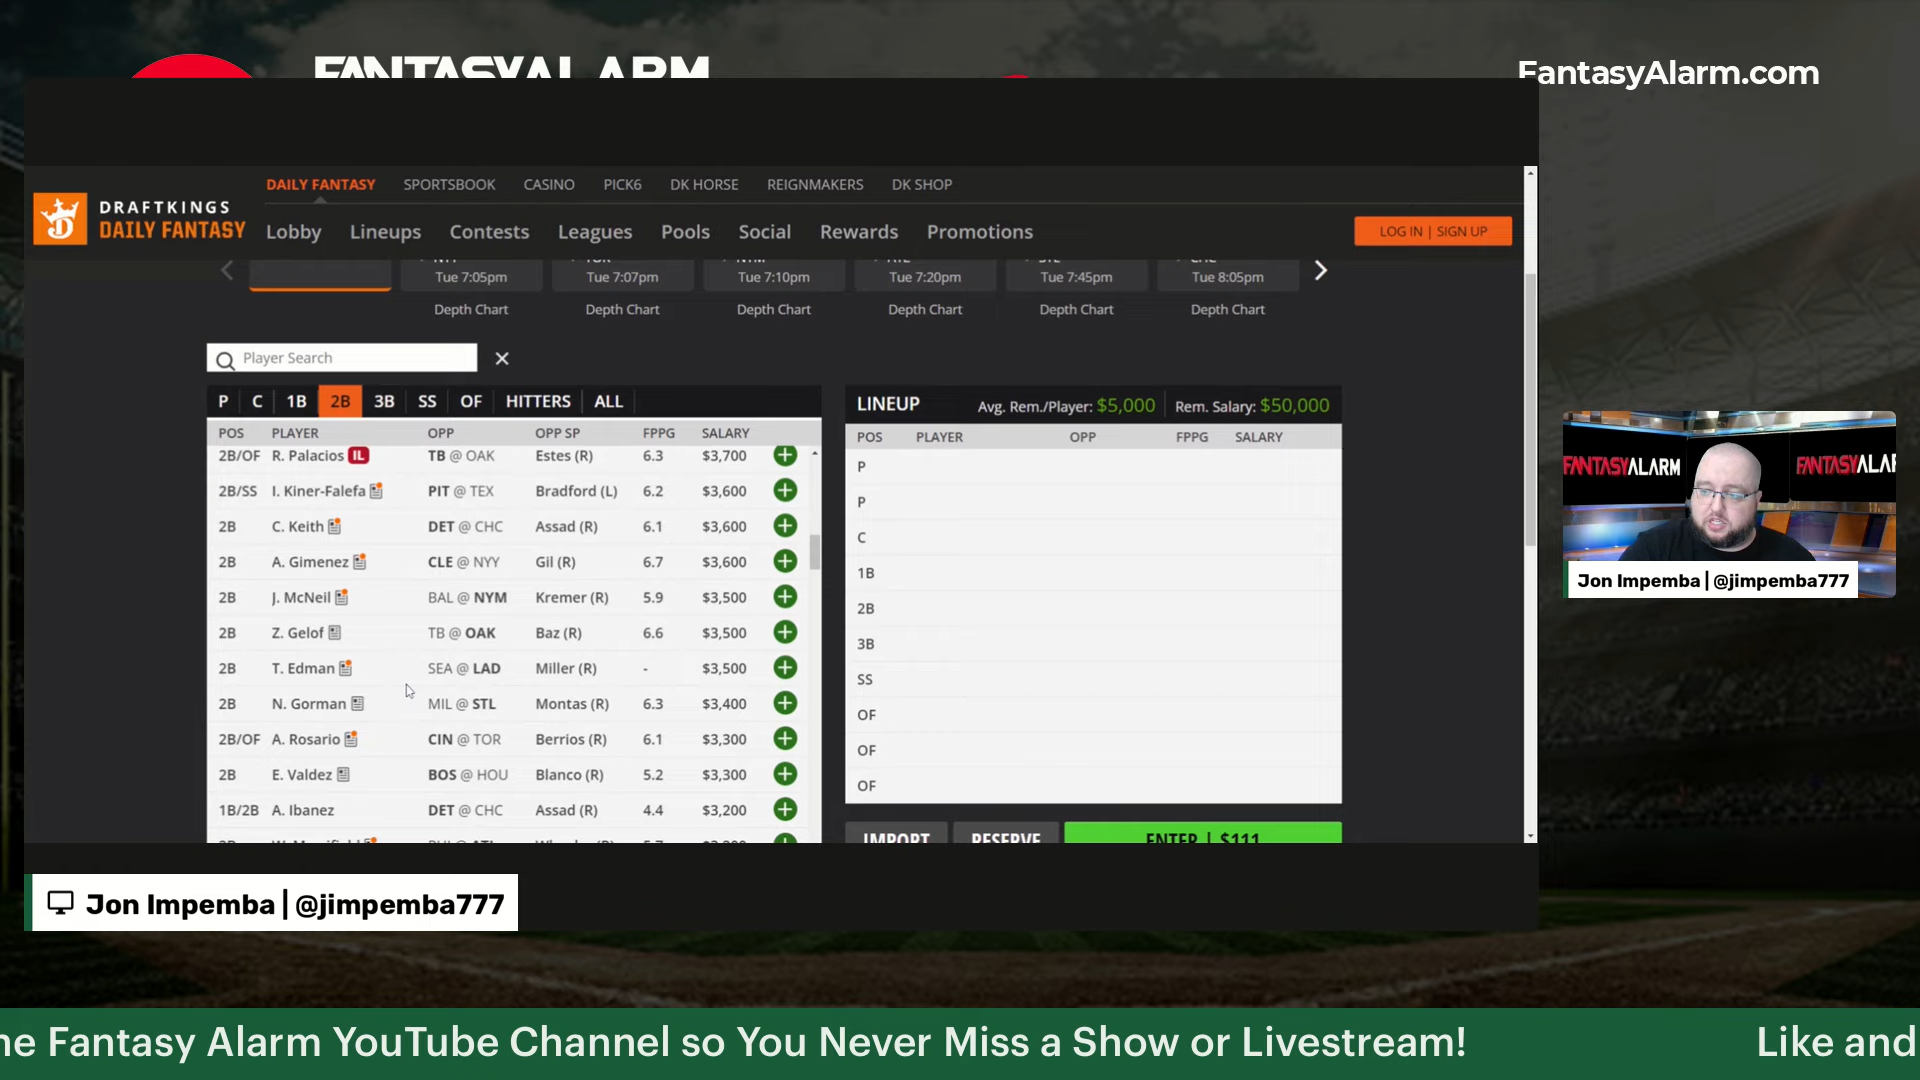 FANTASYALARM
FantasyAlarm.com
DAILY FANTASY SPORTSBOOK CASINO PICK6 DK HORSE REIGNMAKERS DK SHOP
DRAFTKINGS
DAILY FANTASY
Lobby Lineups Contests Leagues Pools Social Rewards Promotions
LOG IN | SIGN UP
Tue 7:05pm Tue 7:07pm Tue 7:10pm Tue 7:20pm Tue 7:45pm Tue 8:05pm
Depth Chart Depth Chart Depth Chart Depth Chart Depth Chart Depth Chart
Player Search
P C 1B 2B 3B SS OF HITTERS ALL
POS PLAYER OPP OPP SP FPPG SALARY
2B/OF R. Palacios IL TB @ OAK Estes (R) 6.3 $3,700
2B/SS I. Kiner-Falefa PIT @ TEX Bradford (L) 6.2 $3,600
2B C. Keith DET @ CHC Assad (R) 6.1 $3,600
2B A. Gimenez CLE @ NYY Gil (R) 6.7 $3,600
2B J. McNeil BAL @ NYM Kremer (R) 5.9 $3,500
2B Z. Gelof TB @ OAK Baz (R) 6.6 $3,500
2B T. Edman SEA @ LAD Miller (R) - $3,500
2B N. Gorman MIL @ STL Montas (R) 6.3 $3,400
2B/OF A. Rosario CIN @ TOR Berrios (R) 6.1 $3,300
2B E. Valdez BOS @ HOU Blanco (R) 5.2 $3,300
1B/2B A. Ibanez DET @ CHC Assad (R) 4.4 $3,200
LINEUP Avg. Rem./Player: $5,000 Rem. Salary: $50,000
POS PLAYER OPP FPPG SALARY
P
P
C
1B
2B
3B
SS
OF
OF
OF
IMPORT RESERVE ENTER | $111
FANTASYALARM FANTASYALA
Jon Impemba | @jimpemba777
Jon Impemba | @jimpemba777
he Fantasy Alarm YouTube Channel so You Never Miss a Show or Livestream! Like and